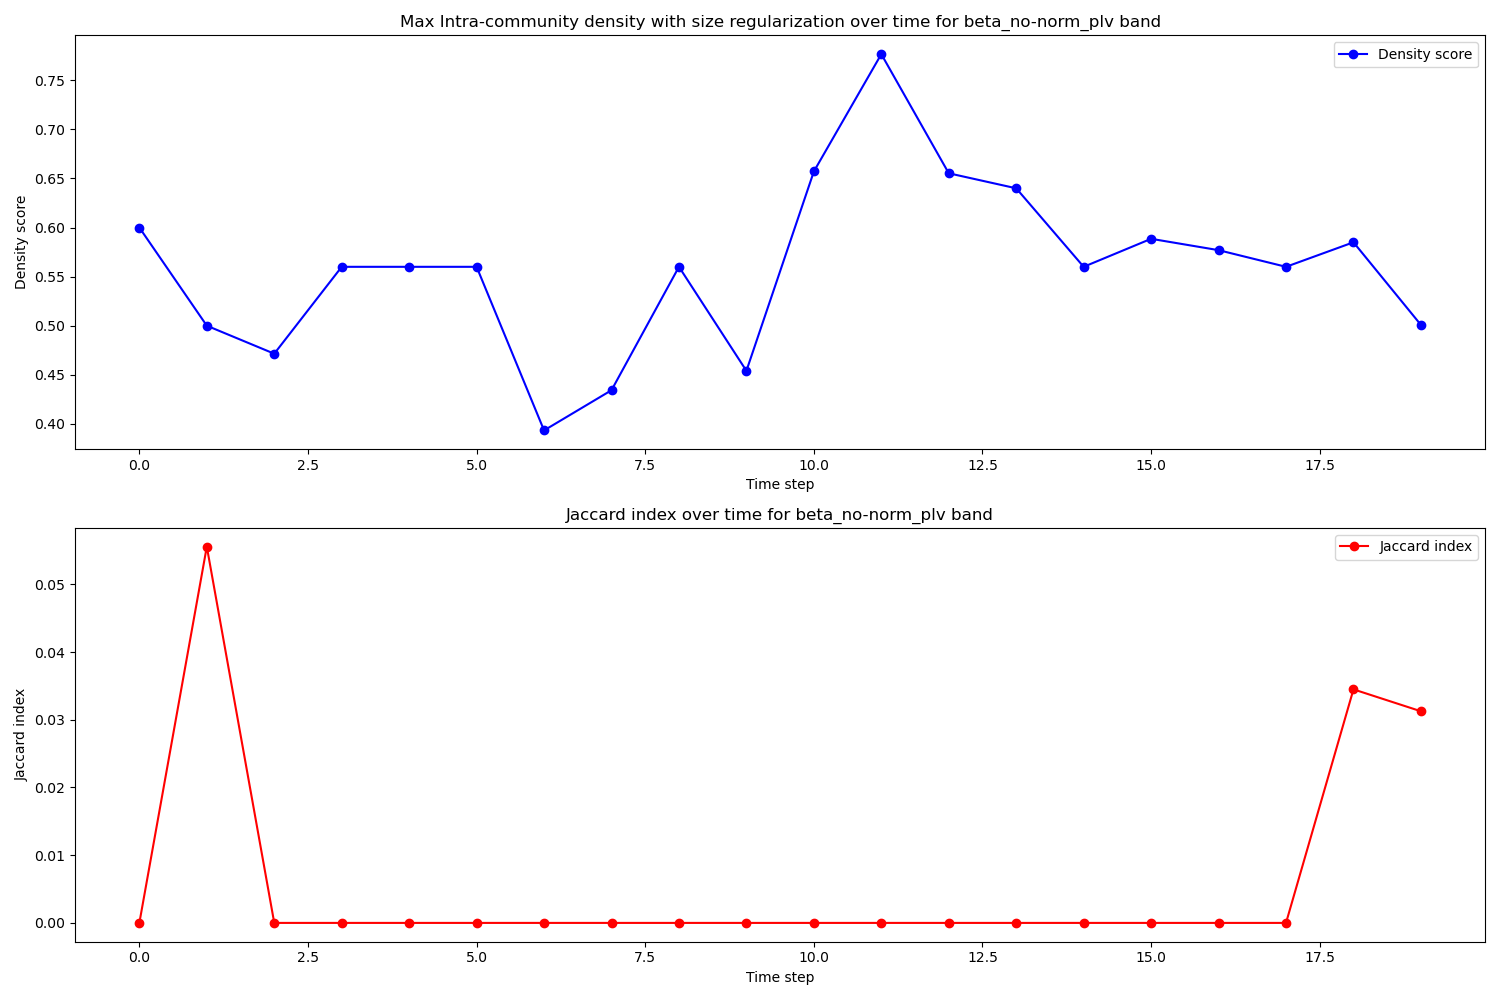 Max Intra-community density with size regularization over time for beta_no-norm_plv band
Density score
0.75
0.70
0.65
0.60
0.55
0.50
0.45
0.40
Density score
0.0 2.5 5.0 7.5 10.0 12.5 15.0 17.5
Time step
Jaccard index over time for beta_no-norm_plv band
Jaccard index
0.05
0.04
0.03
0.02
0.01
0.00
Jaccard index
0.0 2.5 5.0 7.5 10.0 12.5 15.0 17.5
Time step